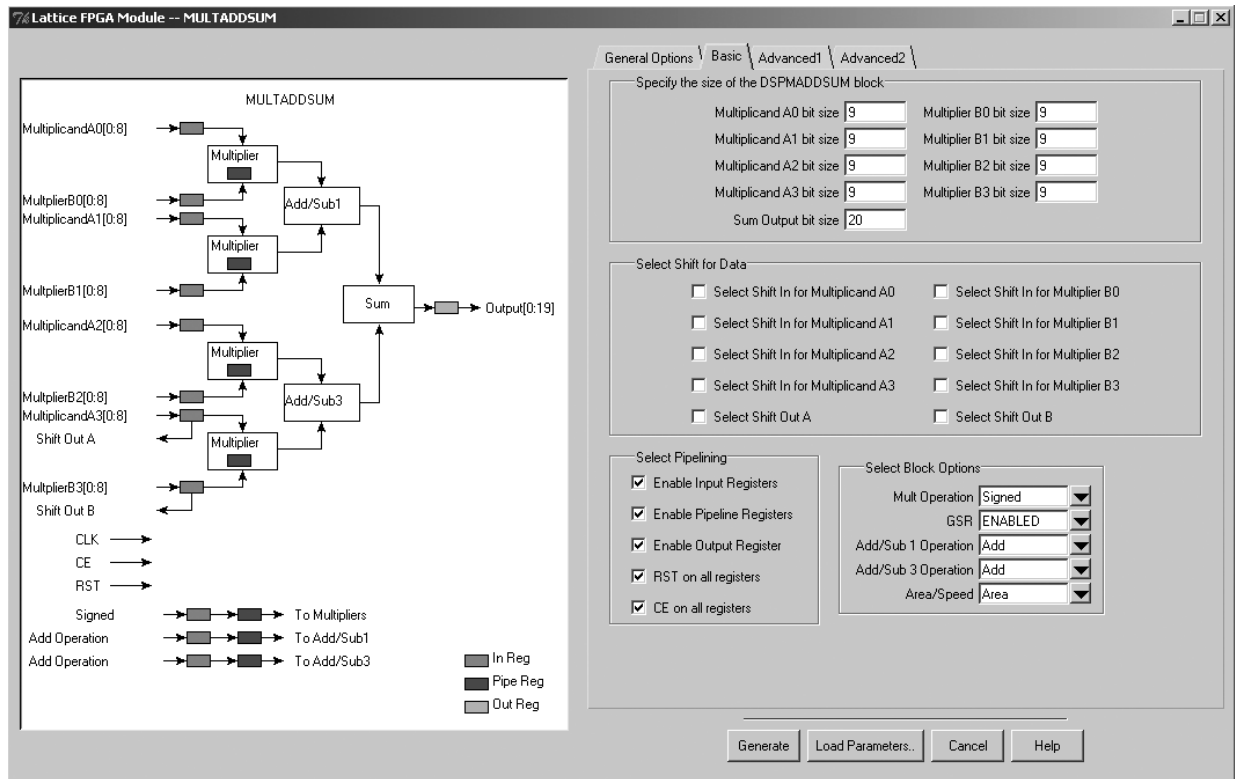 Lattice FPGA Module -- MULTADDSUM
MULTADDSUM
MultiplicandA0[0:8]
Multiplier
MultplierB0[0:8]
Add/Sub1
MultiplicandA1[0:8]
Multiplier
MultplierB1[0:8]
Sum
Output[0:19]
MultiplicandA2[0:8]
Multiplier
MultplierB2[0:8]
Add/Sub3
MultiplicandA3[0:8]
Shift Out A
Multiplier
MultplierB3[0:8]
Shift Out B
CLK
CE
RST
Signed To Multipliers
Add Operation To Add/Sub1
Add Operation To Add/Sub3
In Reg
Pipe Reg
Out Reg
General Options Basic Advanced1 Advanced2
Specify the size of the DSPMADDSUM block
Multiplicand A0 bit size 9 Multiplier B0 bit size 9
Multiplicand A1 bit size 9 Multiplier B1 bit size 9
Multiplicand A2 bit size 9 Multiplier B2 bit size 9
Multiplicand A3 bit size 9 Multiplier B3 bit size 9
Sum Output bit size 20
Select Shift for Data
Select Shift In for Multiplicand A0 Select Shift In for Multiplier B0
Select Shift In for Multiplicand A1 Select Shift In for Multiplier B1
Select Shift In for Multiplicand A2 Select Shift In for Multiplier B2
Select Shift In for Multiplicand A3 Select Shift In for Multiplier B3
Select Shift Out A Select Shift Out B
Select Pipelining
Enable Input Registers
Enable Pipeline Registers
Enable Output Register
RST on all registers
CE on all registers
Select Block Options
Mult Operation Signed
GSR ENABLED
Add/Sub 1 Operation Add
Add/Sub 3 Operation Add
Area/Speed Area
Generate Load Parameters.. Cancel Help